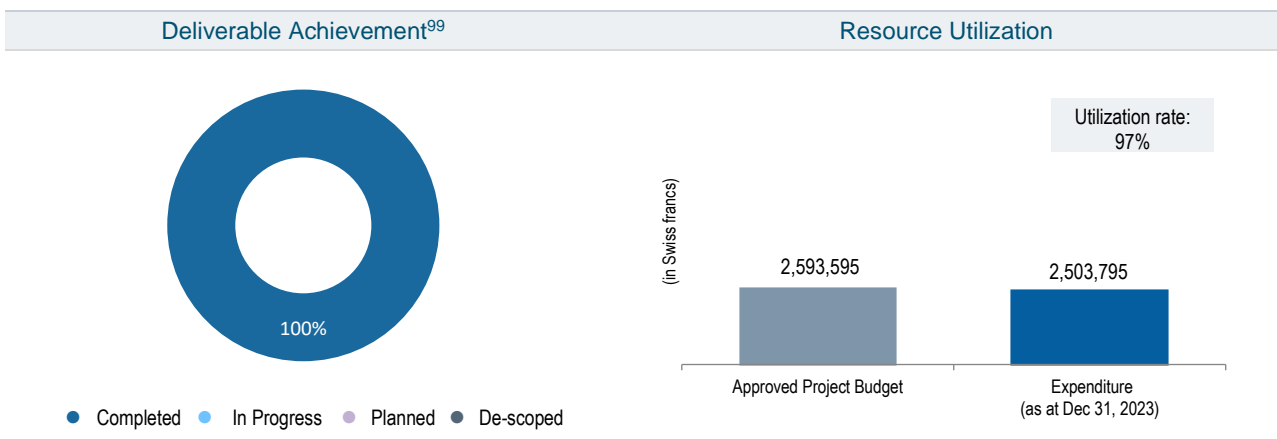 Deliverable Achievement99
Resource Utilization
Utilization rate:
97%
(in Swiss francs)
2,593,595
2,503,795
100%
Approved Project Budget
Expenditure
(as at Dec 31, 2023)
Completed
In Progress
Planned
De-scoped